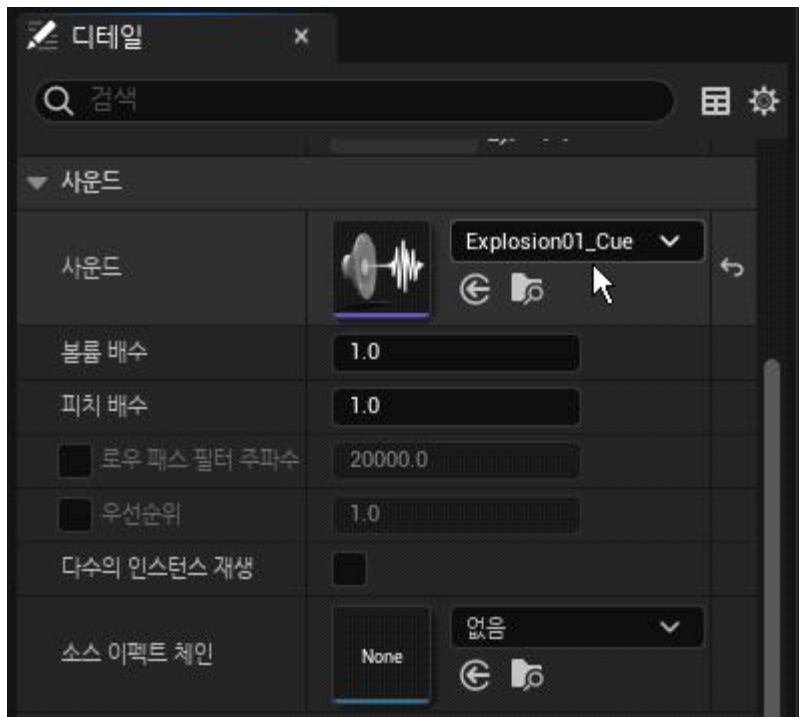 디테일
검색
사운드
사운드
Explosion01_Cue
볼륨 배수
1.0
피치 배수
1.0
로우 패스 필터 주파수
20000.0
우선순위
1.0
다수의 인스턴스 재생
소스 이펙트 체인
None
없음